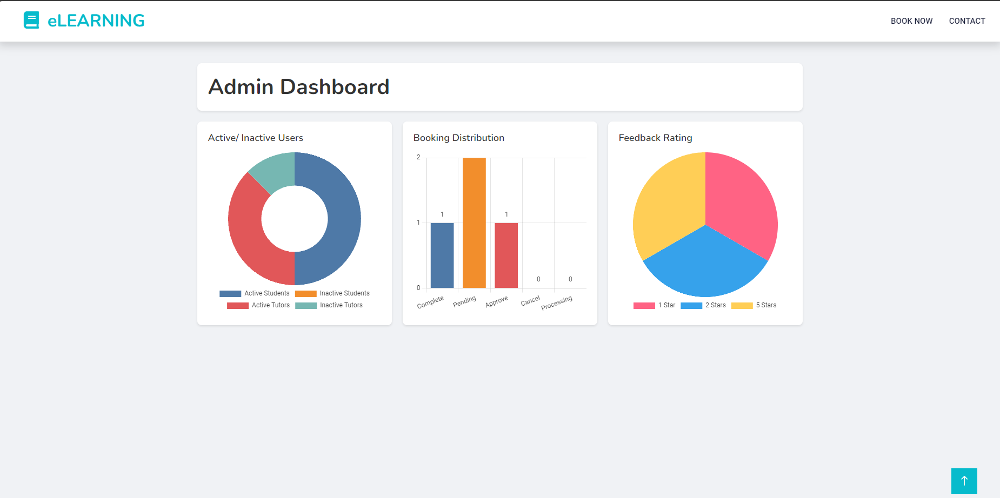 eLEARNING
BOOK NOW
CONTACT
Admin Dashboard
Active/ Inactive Users
Active Students
Inactive Students
Active Tutors
Inactive Tutors
Booking Distribution
2
1
0
1
1
0
0
Complete
Pending
Approve
Cancel
Processing
Feedback Rating
1 Star
2 Stars
5 Stars